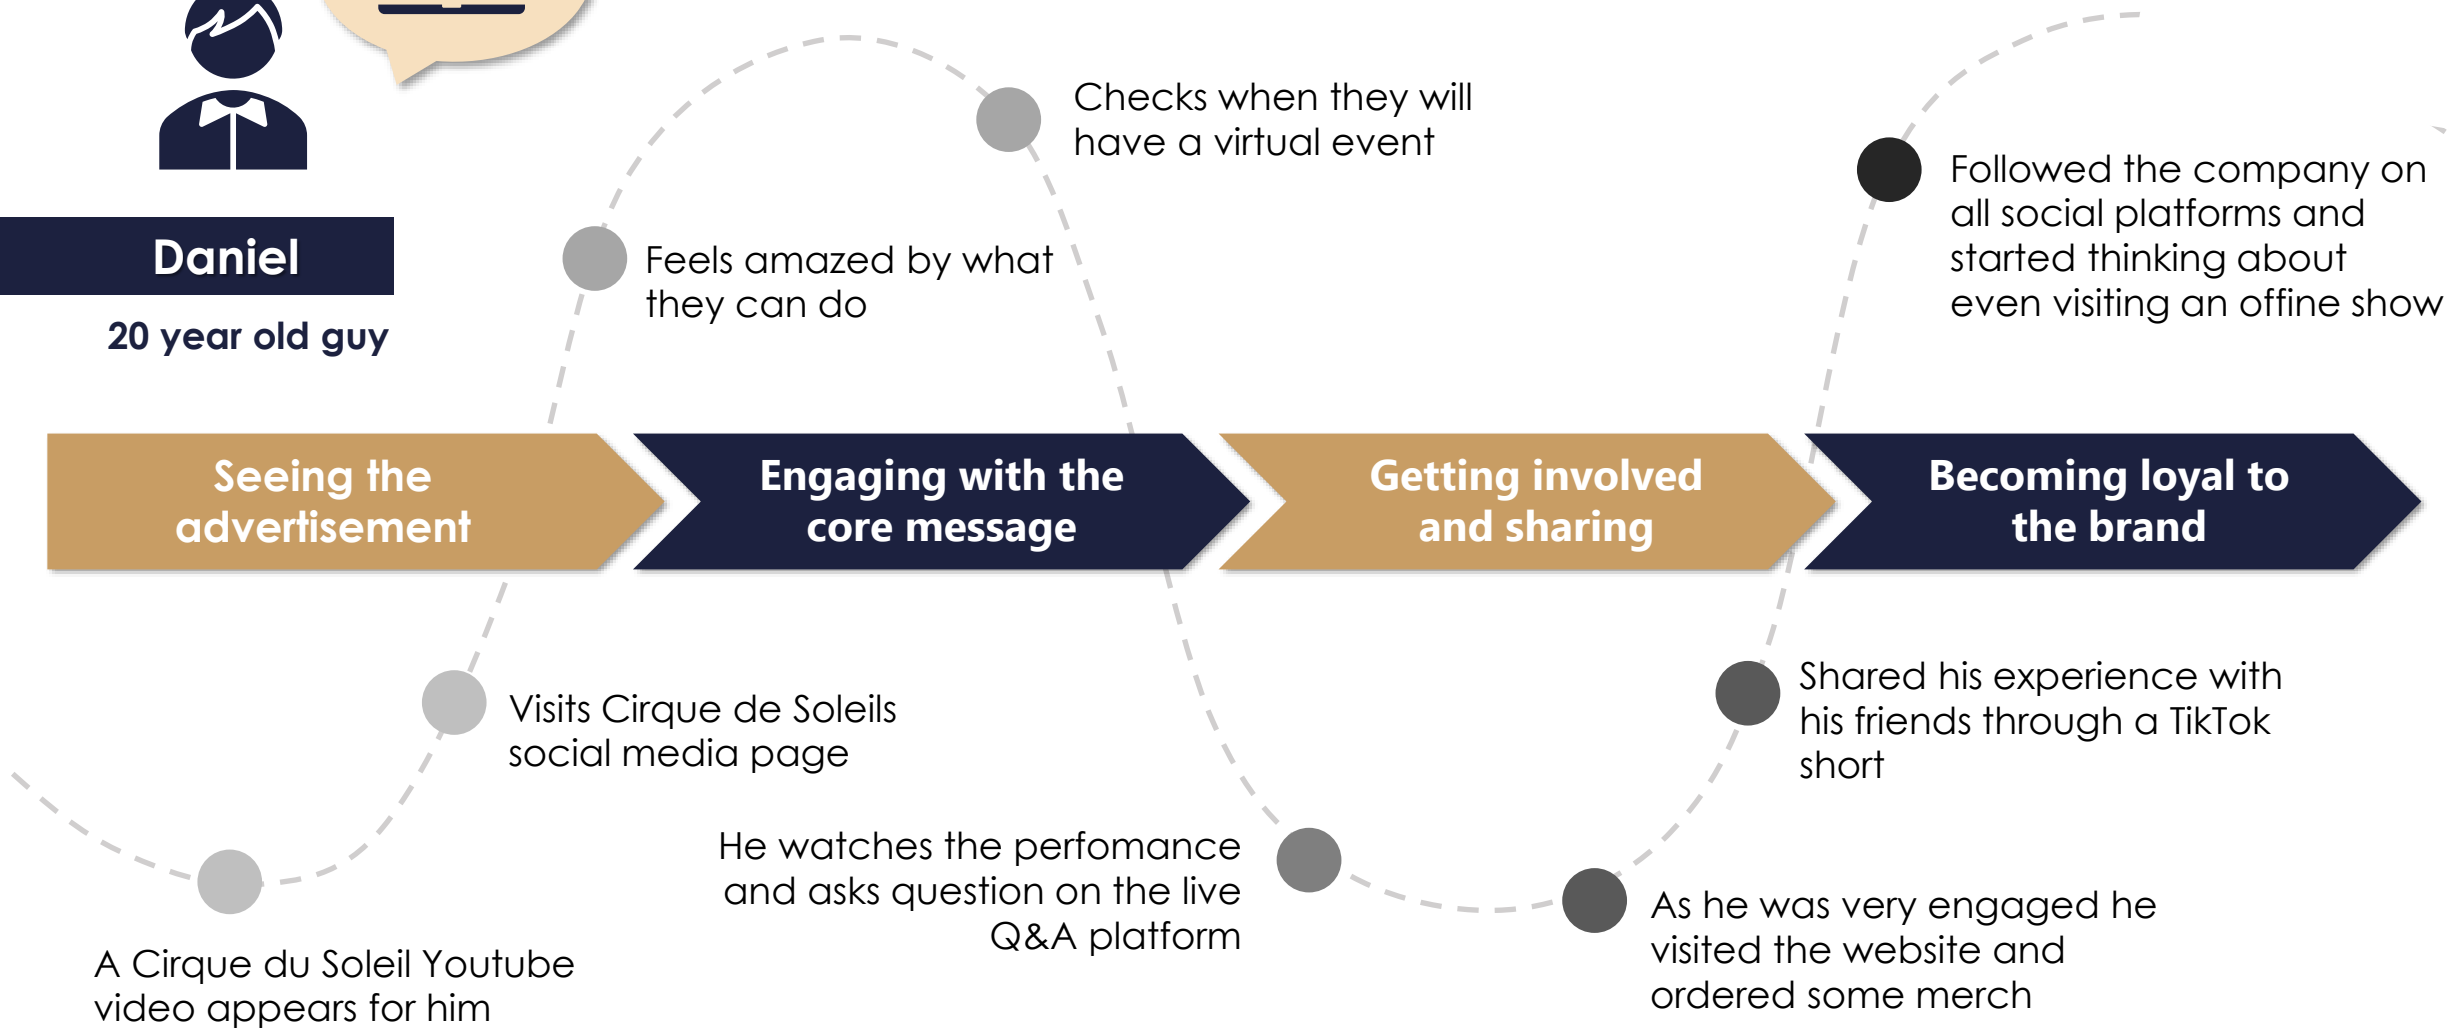 Daniel
20 year old guy
Checks when they will
have a virtual event
Feels amazed by what
they can do
Followed the company on
all social platforms and
started thinking about
even visiting an offine show
Seeing the
advertisement
Engaging with the
core message
Getting involved
and sharing
Becoming loyal to
the brand
Visits Cirque de Soleils
social media page
Shared his experience with
his friends through a TikTok
short
He watches the perfomance
and asks question on the live
Q&A platform
As he was very engaged he
visited the website and
ordered some merch
A Cirque du Soleil Youtube
video appears for him